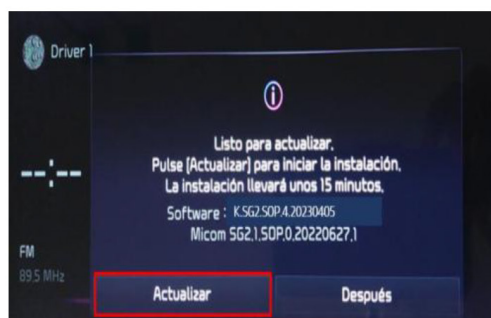 Driver 1
Listo para actualizar.
Pulse [Actualizar] para iniciar la instalación.
La instalación llevará unos 15 minutos.
Software : K.SG2.SOP.4.20230405
Micom SG2.1.SOP.0.20220627.1
--:--
FM
89.5 MHz
Actualizar
Después